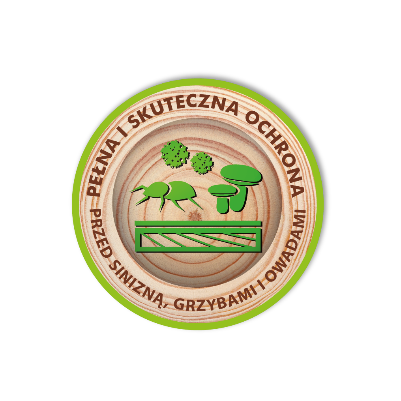 PEŁNA I SKUTECZNA OCHRONA
PRZED SINIZNĄ, GRZYBAMI I OWADAMI